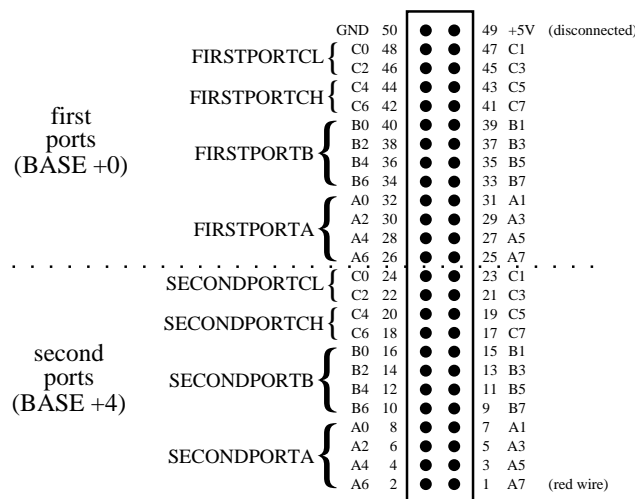 GND 50 49 +5V (disconnected)
FIRSTPORTCL { C0 48 47 C1
C2 46 45 C3
FIRSTPORTCH { C4 44 43 C5
C6 42 41 C7
first
ports
(BASE +0)
B0 40 39 B1
FIRSTPORTB { B2 38 37 B3
B4 36 35 B5
B6 34 33 B7
A0 32 31 A1
FIRSTPORTA { A2 30 29 A3
A4 28 27 A5
A6 26 25 A7
SECONDPORTCL { C0 24 23 C1
C2 22 21 C3
SECONDPORTCH { C4 20 19 C5
C6 18 17 C7
second
ports
(BASE +4)
B0 16 15 B1
SECONDPORTB { B2 14 13 B3
B4 12 11 B5
B6 10 9 B7
A0 8 7 A1
SECONDPORTA { A2 6 5 A3
A4 4 3 A5
A6 2 1 A7 (red wire)